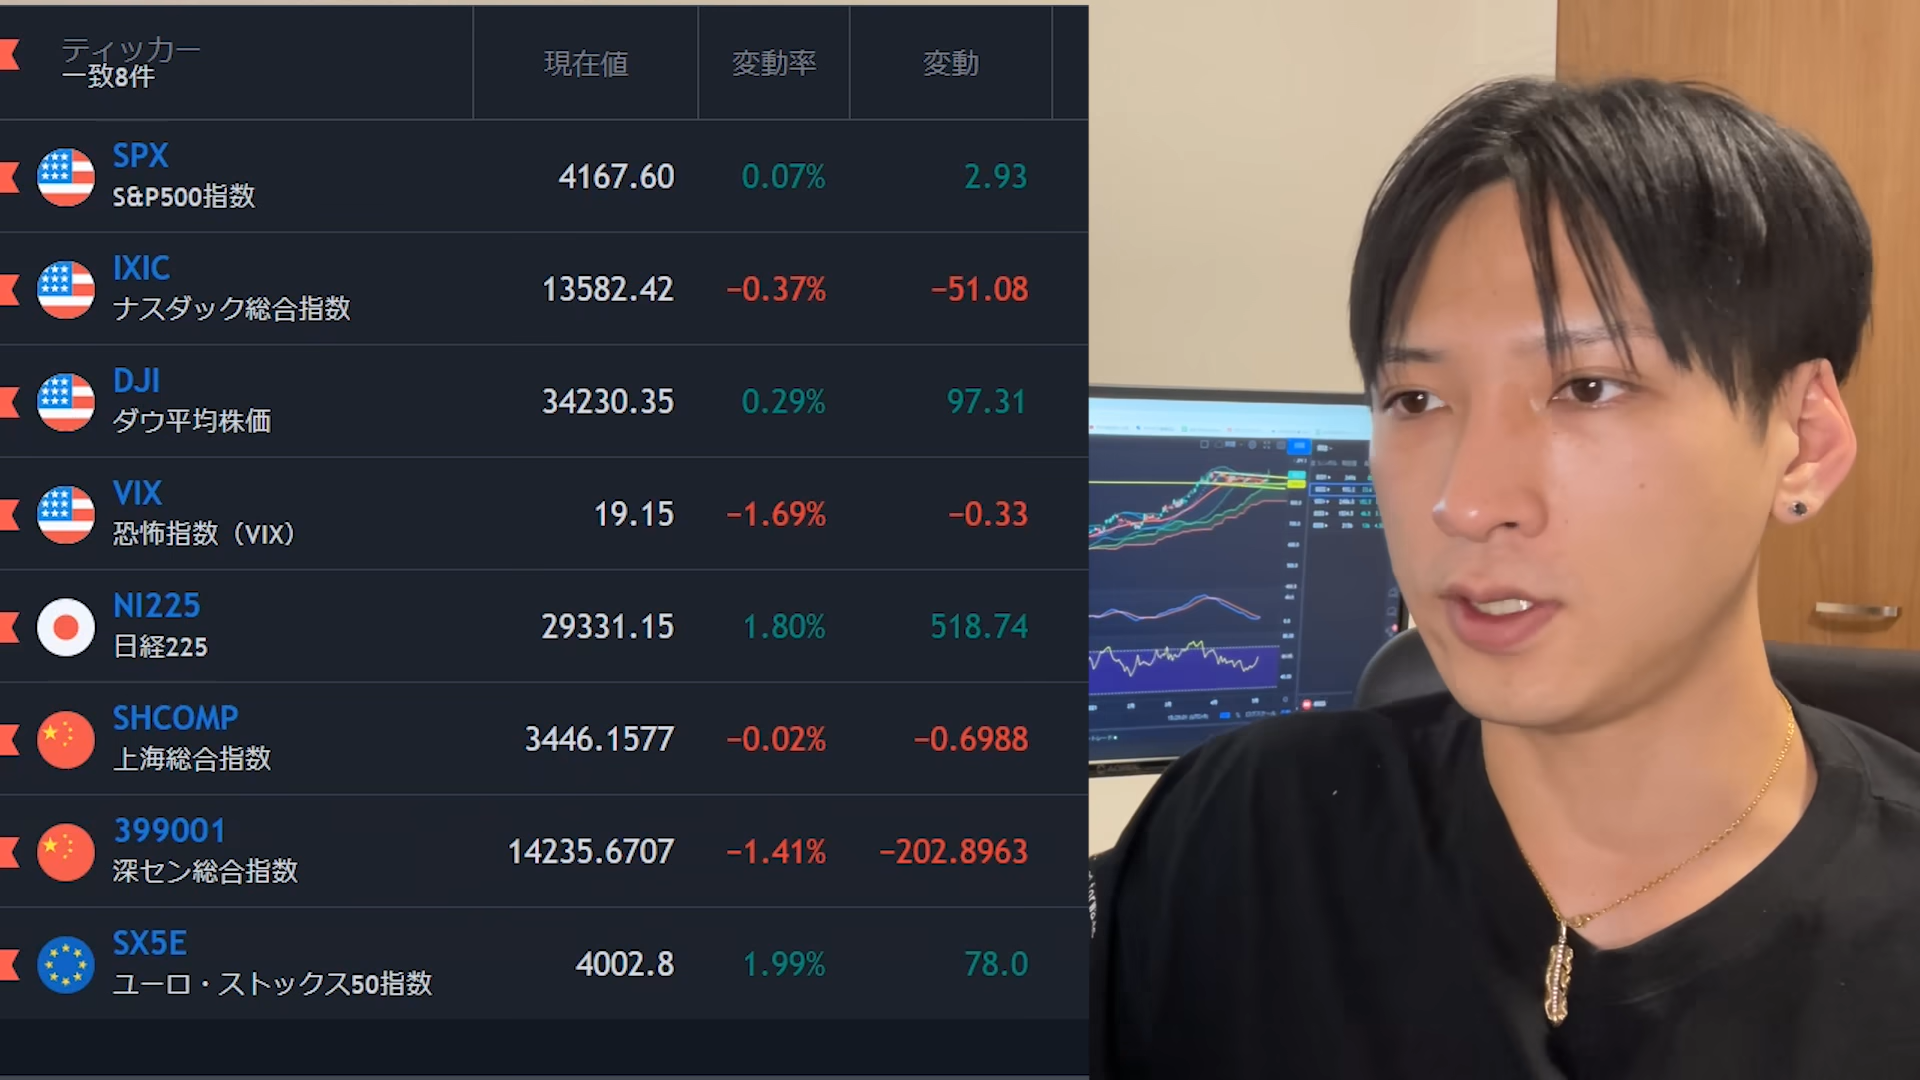 ティッカー
一致8件
現在値
変動率
変動
SPX
S&P500指数
4167.60
0.07%
2.93
IXIC
ナスダック総合指数
13582.42
−0.37%
−51.08
DJI
ダウ平均株価
34230.35
0.29%
97.31
VIX
恐怖指数（VIX）
19.15
−1.69%
−0.33
NI225
日経225
29331.15
1.80%
518.74
SHCOMP
上海総合指数
3446.1577
−0.02%
−0.6988
399001
深セン総合指数
14235.6707
−1.41%
−202.8963
SX5E
ユーロ・ストックス50指数
4002.8
1.99%
78.0